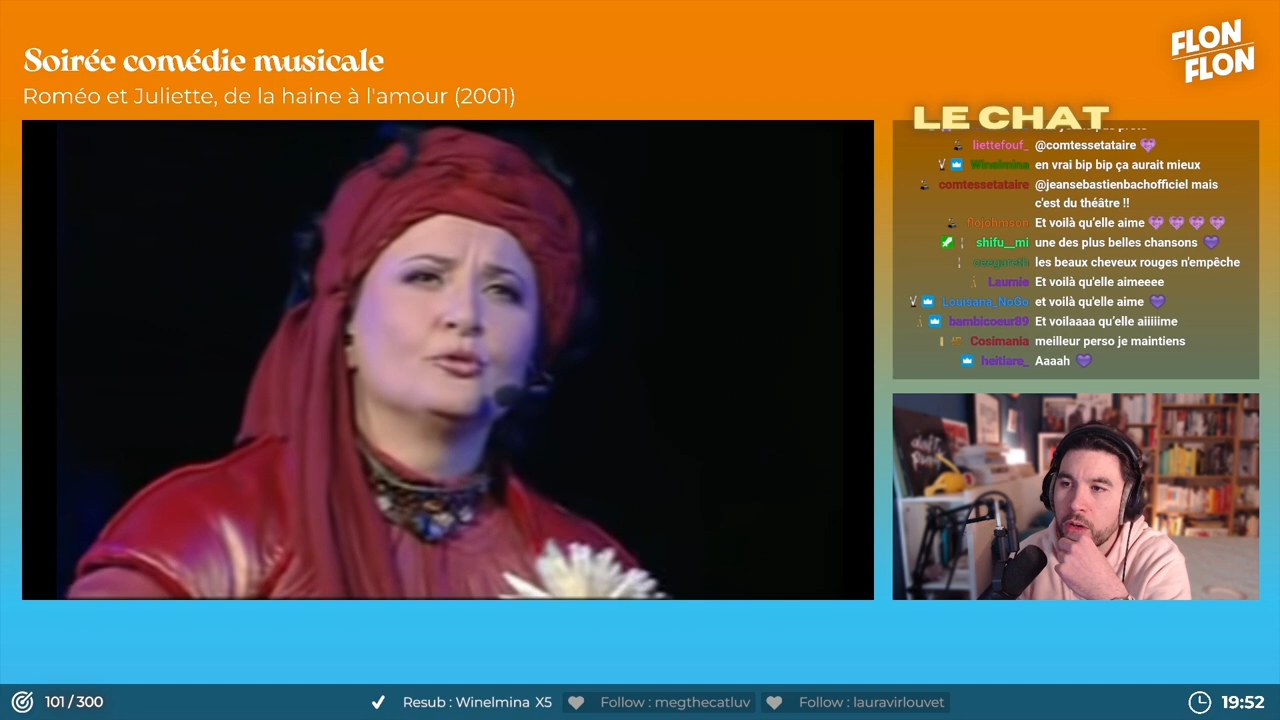 Soirée comédie musicale
Roméo et Juliette, de la haine à l'amour (2001)
FLON
FLON
LE CHAT
liettefouf_ @comtessetataire
Winelmina en vrai bip bip ça aurait mieux
comtessetataire @jeansebastienbachofficiel mais
c'est du théâtre !!
flojohmson Et voilà qu'elle aime
shifu__mi une des plus belles chansons
les beaux cheveux rouges n'empêche
Laumie Et voilà qu'elle aimeeee
Louisana_NoGo et voilà qu'elle aime
bambicoeur89 Et voilaaaa qu'elle aiiiiime
Cosimania meilleur perso je maintiens
heitiare_ Aaaah
daft
punk
101 / 300
Resub : Winelmina X5
Follow : megthecatluv
Follow : lauravirlouvet
19:52